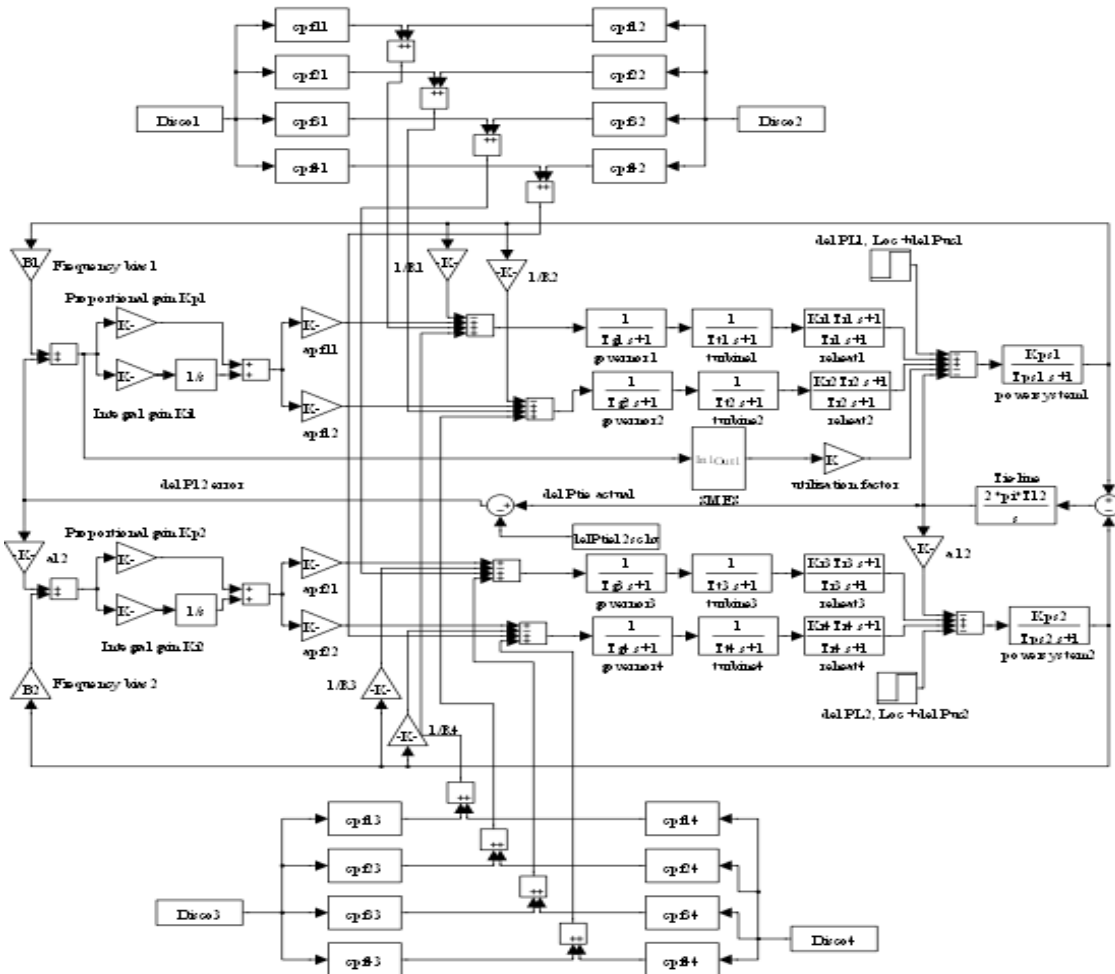 cpf11
cpf12
++
cpf21
cpf22
++
Disco1
cpf31
cpf32
Disco2
++
cpf41
cpf42
++
B1
Frequency bias 1
-K-
1/R1
-K-
1/R2
del PL1, Loc +del Puc1
Proportional gain Kp1
K-
K-
apf11
1
Tg1.s+1
governor1
1
Tt1 s+1
turbine1
Kr1 Tr1 s+1
Tr1 s+1
reheat1
Kps1
Tps1 s+1
power system1
K-
1/s
Integral gain Ki1
K-
apf12
1
Tg2.s+1
governor2
1
Tt2 s+1
turbine2
Kr2 Tr2 s+1
Tr2 s+1
reheat2
In1 Out1
SMES
K
utilisation factor
del P12 error
del Ptie actual
Tie-line
2*pi*T12
s
delPtie12sch
-K-
a12
Proportional gain Kp2
K-
K-
apf21
1
Tg3 s+1
governor3
1
Tt3 s+1
turbine3
Kr3 Tr3 s+1
Tr3 s+1
reheat3
-K-
a12
K-
1/s
Integral gain Ki2
K-
apf22
1
Tg4 s+1
governor4
1
Tt4 s+1
turbine4
Kr4 Tr4 s+1
Tr4 s+1
reheat4
Kps2
Tps2 s+1
power system2
B2
Frequency bias 2
1/R3
-K-
-K-
1/R4
del PL2, Loc +del Puc2
++
cpf13
cpf14
++
cpf23
cpf24
++
Disco3
cpf33
cpf34
++
Disco4
cpf43
cpf44